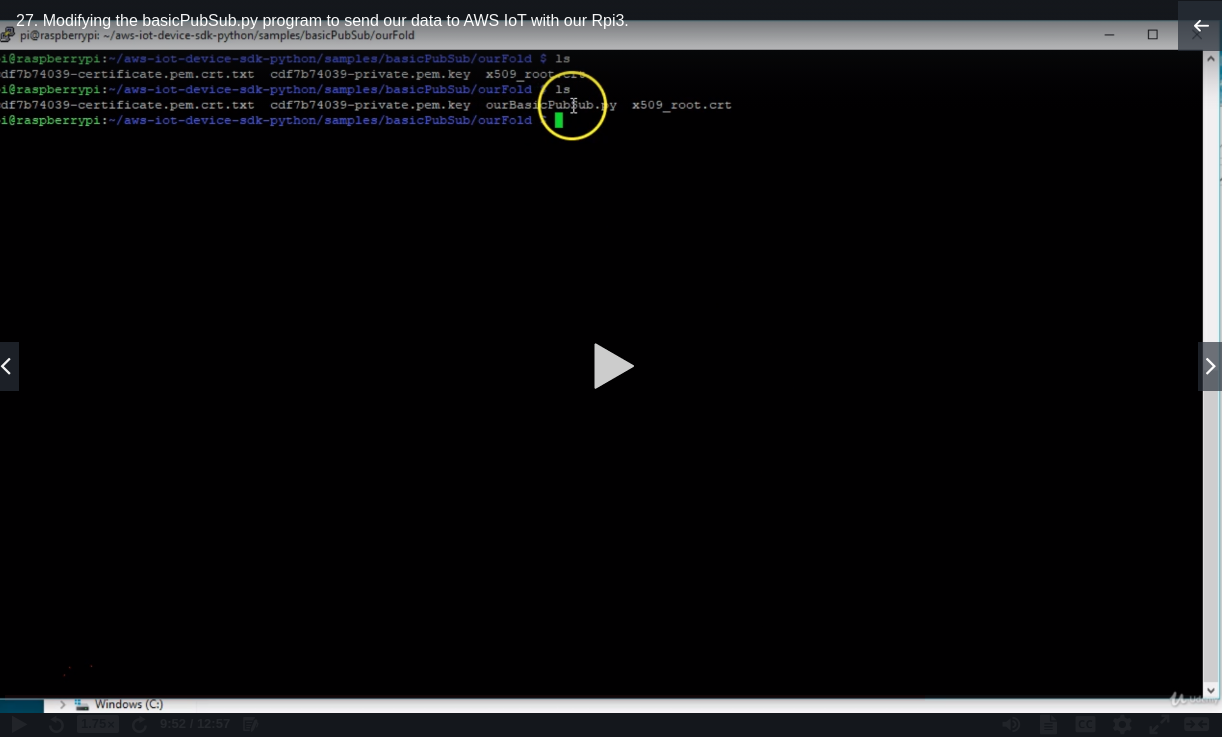 27. Modifying the basicPubSub.py program to send our data to AWS IoT with our Rpi3.
pi@raspberrypi: ~/aws-iot-device-sdk-python/samples/basicPubSub/ourFold
i@raspberrypi:~/aws-iot-device-sdk-python/samples/basicPubSub/ourFold $ ls
df7b74039-certificate.pem.crt.txt cdf7b74039-private.pem.key x509_root.crt
i@raspberrypi:~/aws-iot-device-sdk-python/samples/basicPubSub/ourFold $ ls
df7b74039-certificate.pem.crt.txt cdf7b74039-private.pem.key ourBasicPubSub.py x509_root.crt
i@raspberrypi:~/aws-iot-device-sdk-python/samples/basicPubSub/ourFold $
Windows (C:)
Udemy
1.75x 9:52 / 12:57 CC